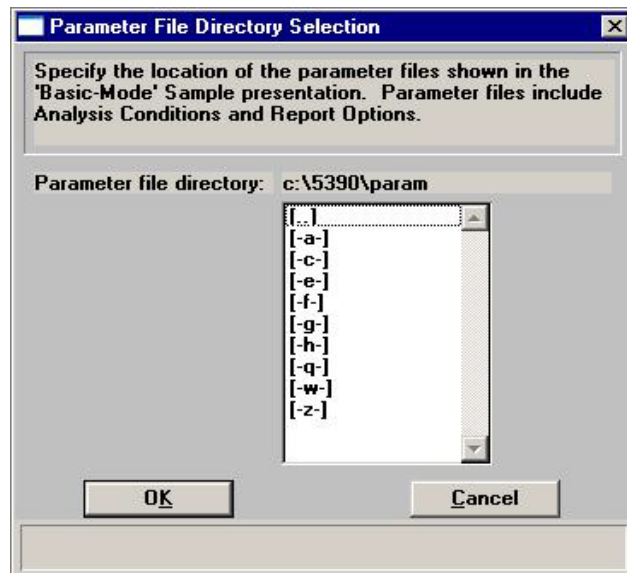 Parameter File Directory Selection
Specify the location of the parameter files shown in the
'Basic-Mode' Sample presentation. Parameter files include
Analysis Conditions and Report Options.
Parameter file directory: c:\5390\param
[..]
[-a-]
[-c-]
[-e-]
[-f-]
[-g-]
[-h-]
[-q-]
[-w-]
[-z-]
OK Cancel